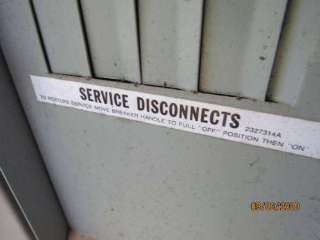 SERVICE DISCONNECTS 2327314A
TO RESTORE SERVICE MOVE BREAKER HANDLE TO FULL "OFF" POSITION THEN "ON"